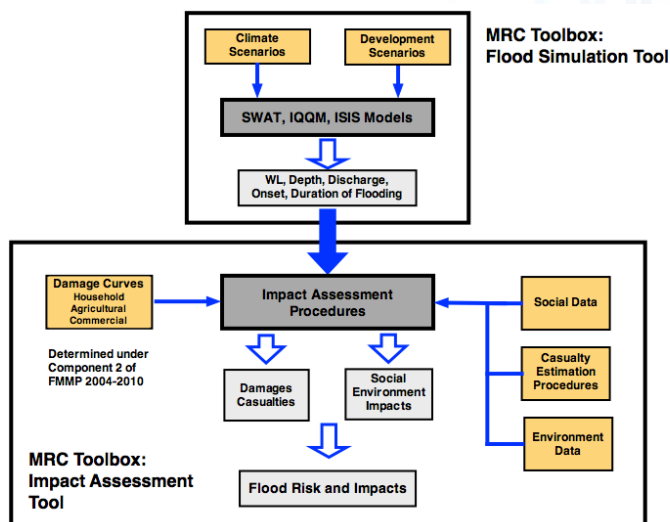 Climate
Scenarios
Development
Scenarios
MRC Toolbox:
Flood Simulation Tool
SWAT, IQQM, ISIS Models
WL, Depth, Discharge,
Onset, Duration of Flooding
Damage Curves
Household
Agricultural
Commercial
Impact Assessment
Procedures
Social Data
Determined under
Component 2 of
FMMP 2004-2010
Damages
Casualties
Social
Environment
Impacts
Casualty
Estimation
Procedures
Environment
Data
MRC Toolbox:
Impact Assessment
Tool
Flood Risk and Impacts